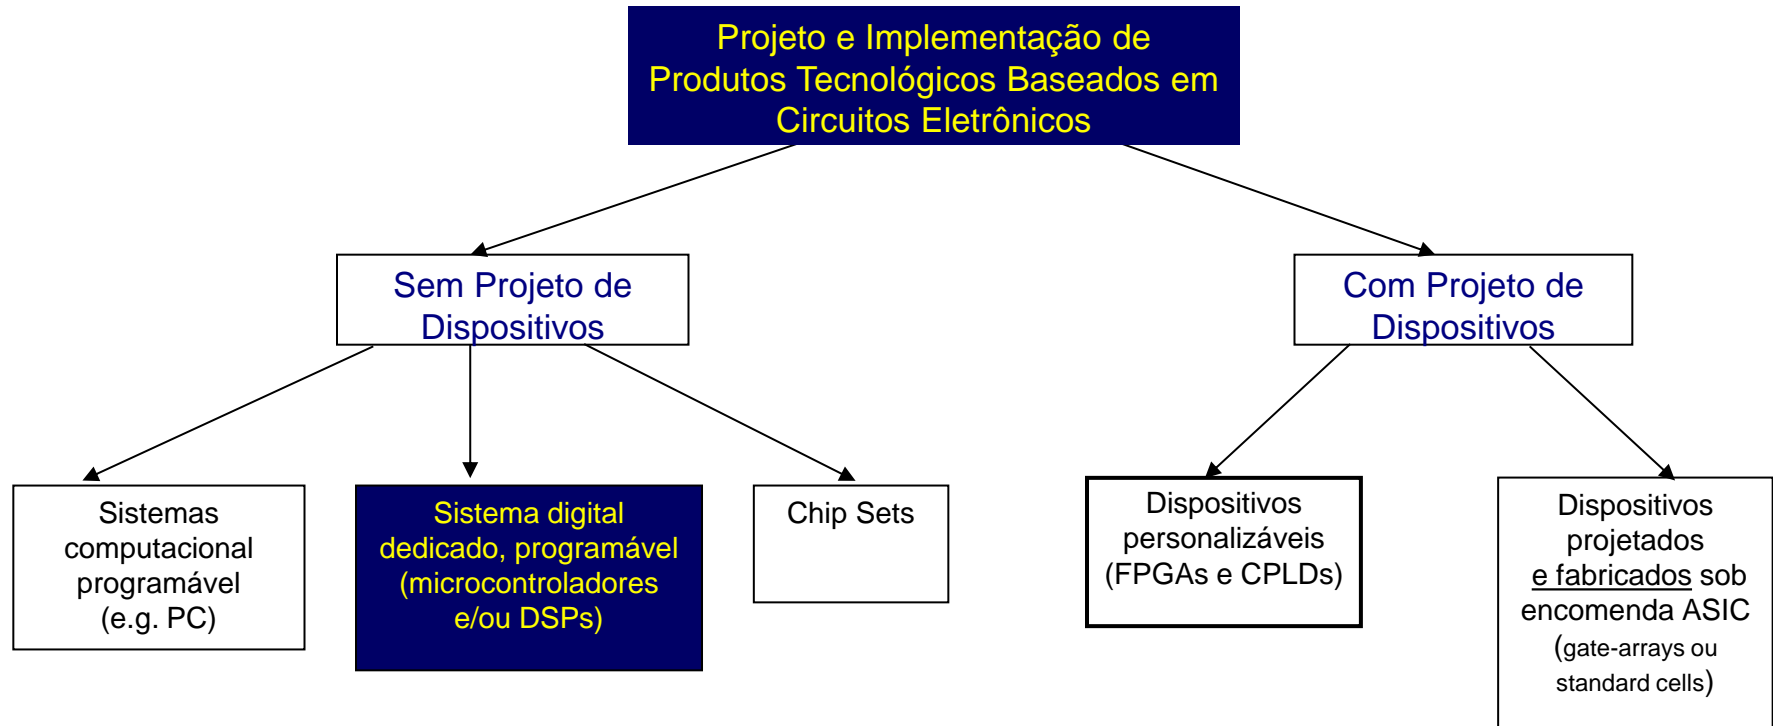 Projeto e Implementação de
Produtos Tecnológicos Baseados em
Circuitos Eletrônicos
Sem Projeto de
Dispositivos
Com Projeto de
Dispositivos
Sistemas
computacional
programável
(e.g. PC)
Sistema digital
dedicado, programável
(microcontroladores
e/ou DSPs)
Chip Sets
Dispositivos
personalizáveis
(FPGAs e CPLDs)
Dispositivos
projetados
e fabricados sob
encomenda ASIC
(gate-arrays ou
standard cells)